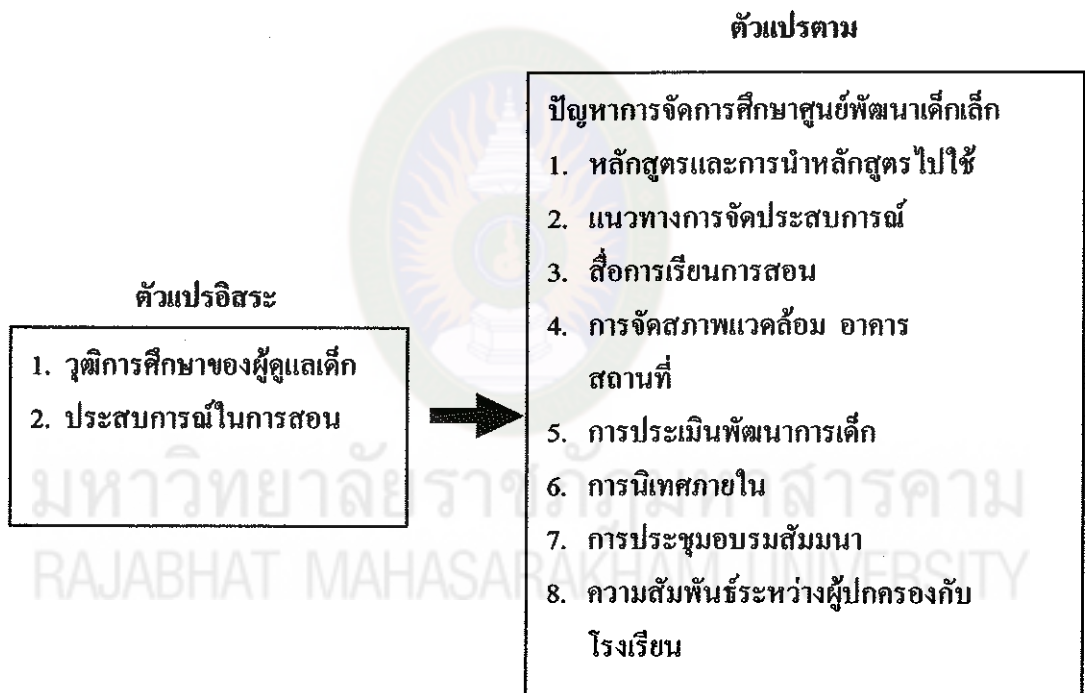 ตัวแปรตาม
ปัญหาการจัดการศึกษาศูนย์พัฒนาเด็กเล็ก
1. หลักสูตรและการนำหลักสูตรไปใช้
2. แนวทางการจัดประสบการณ์
3. สื่อการเรียนการสอน
4. การจัดสภาพแวคล้อม อาคาร
สถานที่
5. การประเมินพัฒนาการเด็ก
6. การนิเทศภายใน
7. การประชุมอบรมสัมมนา
8. ความสัมพันธ์ระหว่างผู้ปกครองกับ
โรงเรียน
ตัวแปรอิสระ
1. วุฒิการศึกษาของผู้ดูแลเด็ก
2. ประสบการณ์ในการสอน
มหาวิทยาลัยราชภัฏมหาสารคาม
RAJABHAT MAHASARAKHAM UNIVERSITY